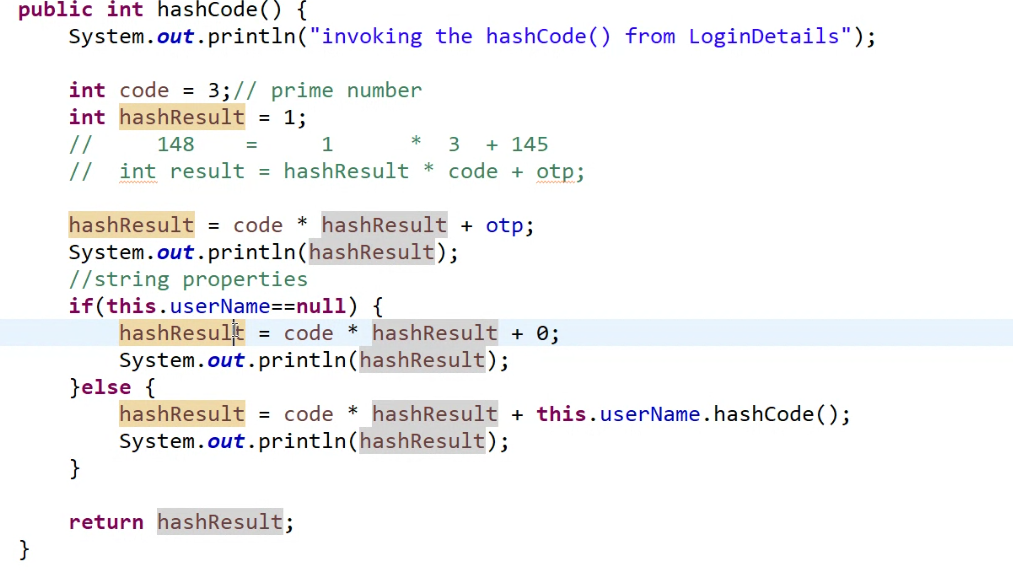 public int hashCode() {
System.out.println("invoking the hashCode() from LoginDetails");
int code = 3;// prime number
int hashResult = 1;
// 148 = 1 * 3 + 145
// int result = hashResult * code + otp;
hashResult = code * hashResult + otp;
System.out.println(hashResult);
//string properties
if(this.userName==null) {
hashResult = code * hashResult + 0;
System.out.println(hashResult);
}else {
hashResult = code * hashResult + this.userName.hashCode();
System.out.println(hashResult);
}
return hashResult;
}